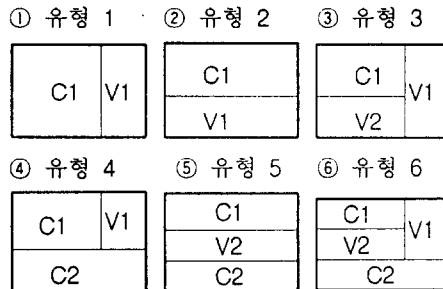 ① 유형 1 ② 유형 2 ③ 유형 3
C1 V1 C1 V1 C1 V2 V1
④ 유형 4 ⑤ 유형 5 ⑥ 유형 6
C1 V1 C2 C1 V2 C2 C1 V2 V1 C2